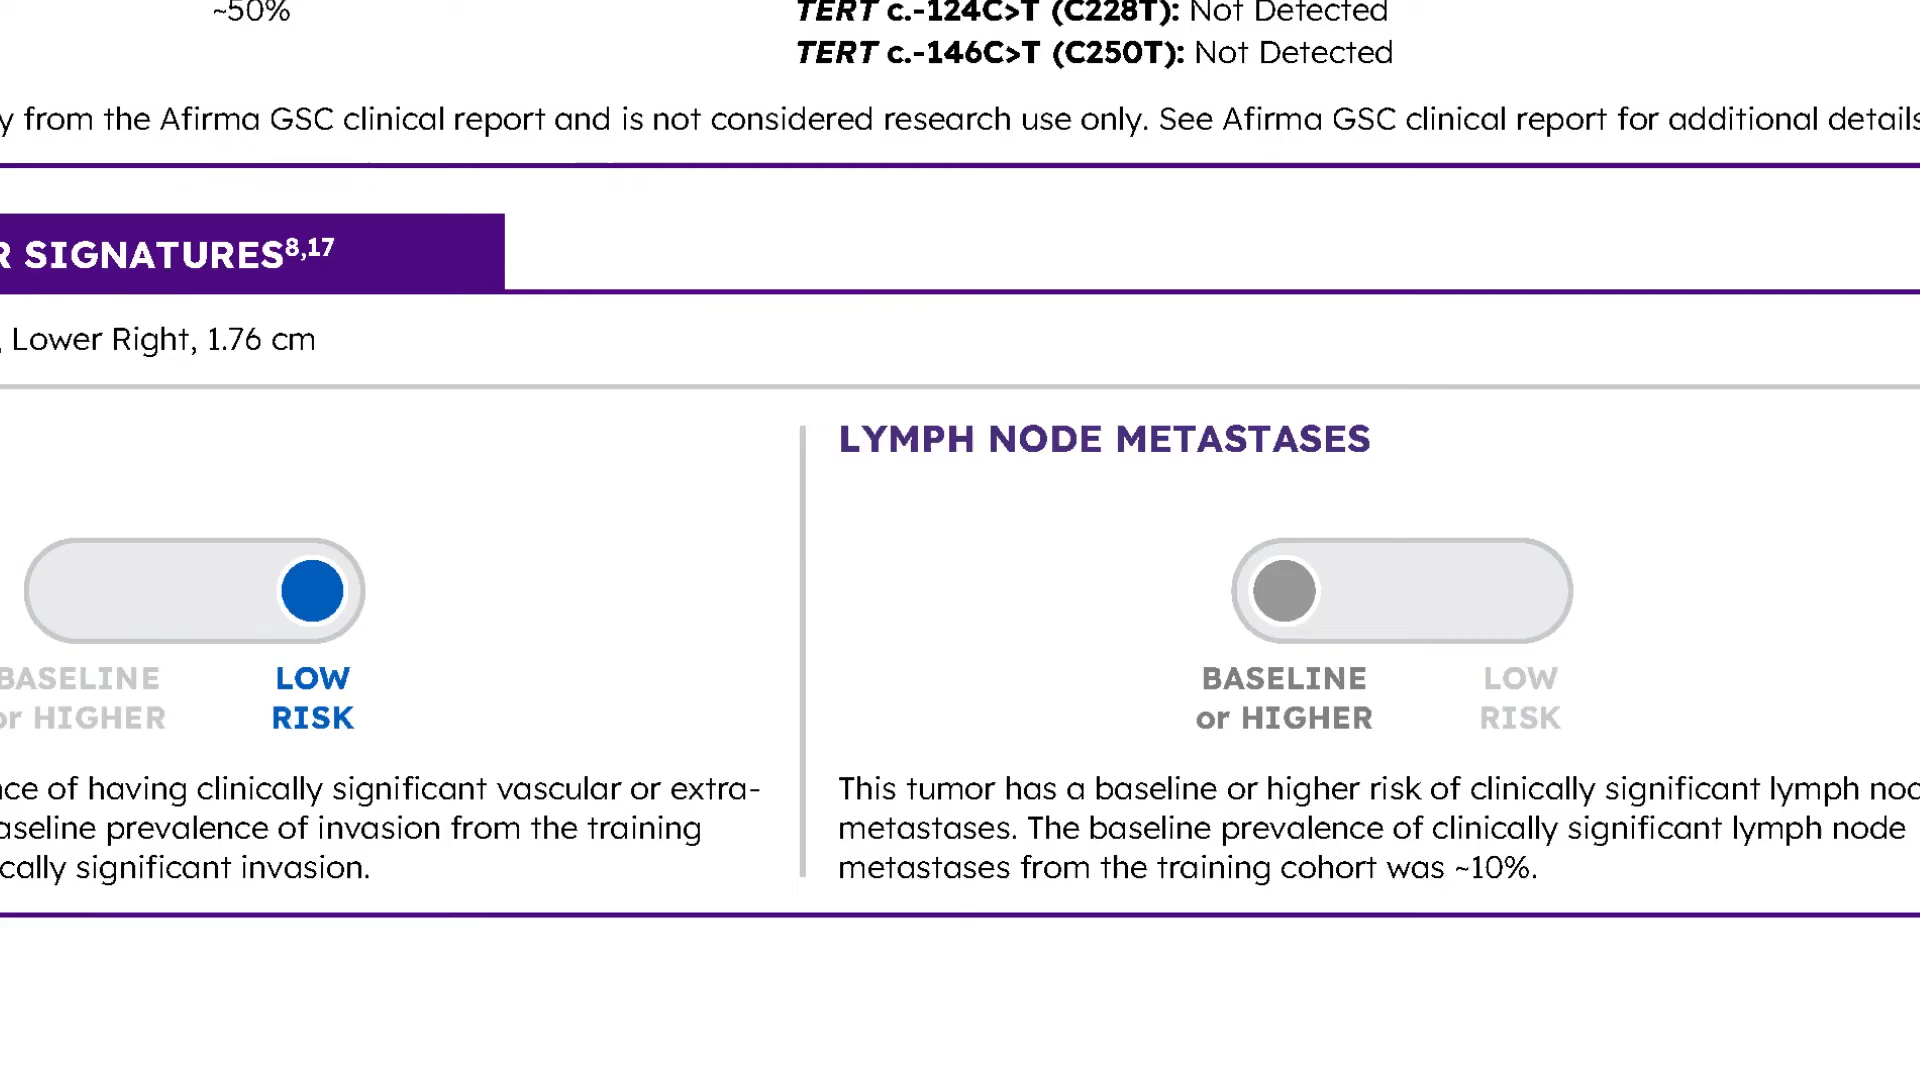 ~50%
TERT c.-124C>T (C228T): Not Detected
TERT c.-146C>T (C250T): Not Detected
y from the Afirma GSC clinical report and is not considered research use only. See Afirma GSC clinical report for additional details
R SIGNATURES8,17
, Lower Right, 1.76 cm
LYMPH NODE METASTASES
BASELINE
or HIGHER
LOW
RISK
BASELINE
or HIGHER
LOW
RISK
nce of having clinically significant vascular or extra-
aseline prevalence of invasion from the training
ically significant invasion.
This tumor has a baseline or higher risk of clinically significant lymph nod
metastases. The baseline prevalence of clinically significant lymph node
metastases from the training cohort was ~10%.